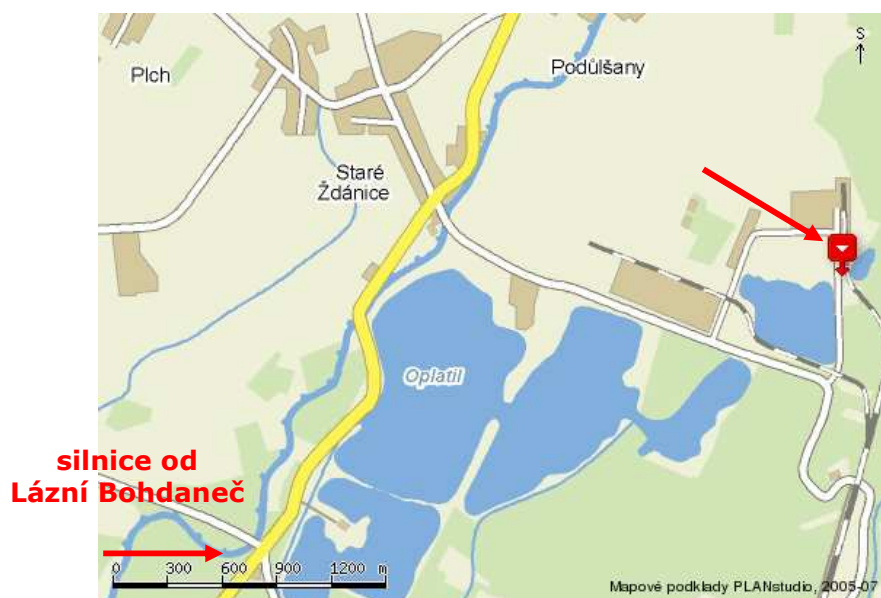 S
Plch
Podůlšany
Staré
Ždánice
Oplatil
silnice od
Lázní Bohdaneč
0 300 600 900 1200 m
Mapové podklady PLANstudio, 2005-07